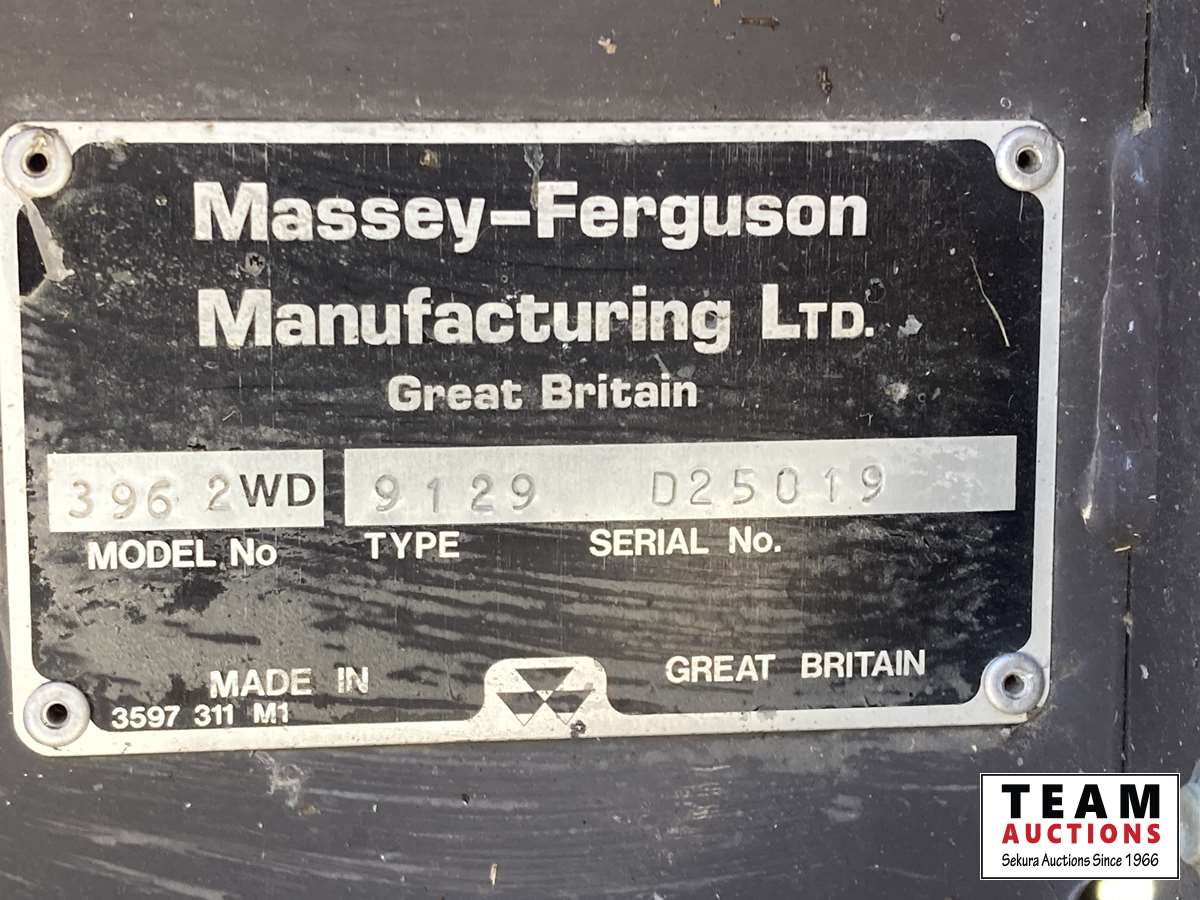 Massey-Ferguson
Manufacturing LTD.
Great Britain
396 2WD 9129 D25019
MODEL No TYPE SERIAL No.
MADE IN GREAT BRITAIN
3597 311 M1
TEAM
AUCTIONS
Sekura Auctions Since 1966